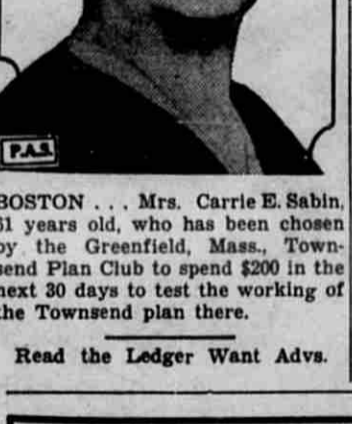 P.A.S.
BOSTON . . . Mrs. Carrie E. Sabin,
61 years old, who has been chosen
by the Greenfield, Mass., Town-
send Plan Club to spend $200 in the
next 30 days to test the working of
the Townsend plan there.
Read the Ledger Want Advs.